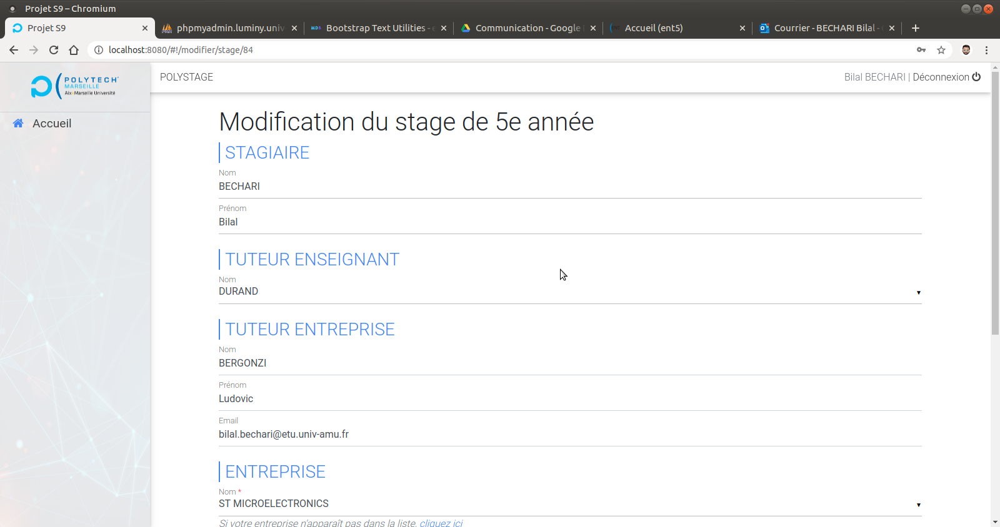 Projet S9 – Chromium
Projet S9
phpmyadmin.luminy.univ
Bootstrap Text Utilities -
Communication - Google
Accueil (ent5)
Courrier - BECHARI Bilal -
localhost:8080/#!/modifier/stage/84
POLYTECH
MARSEILLE
Aix*Marseille Université
POLYSTAGE
Bilal BECHARI | Déconnexion
Accueil
Modification du stage de 5e année
STAGIAIRE
Nom
BECHARI
Prénom
Bilal
TUTEUR ENSEIGNANT
Nom
DURAND
TUTEUR ENTREPRISE
Nom
BERGONZI
Prénom
Ludovic
Email
bilal.bechari@etu.univ-amu.fr
ENTREPRISE
Nom *
ST MICROELECTRONICS
Si votre entreprise n'apparaît pas dans la liste, cliquez ici